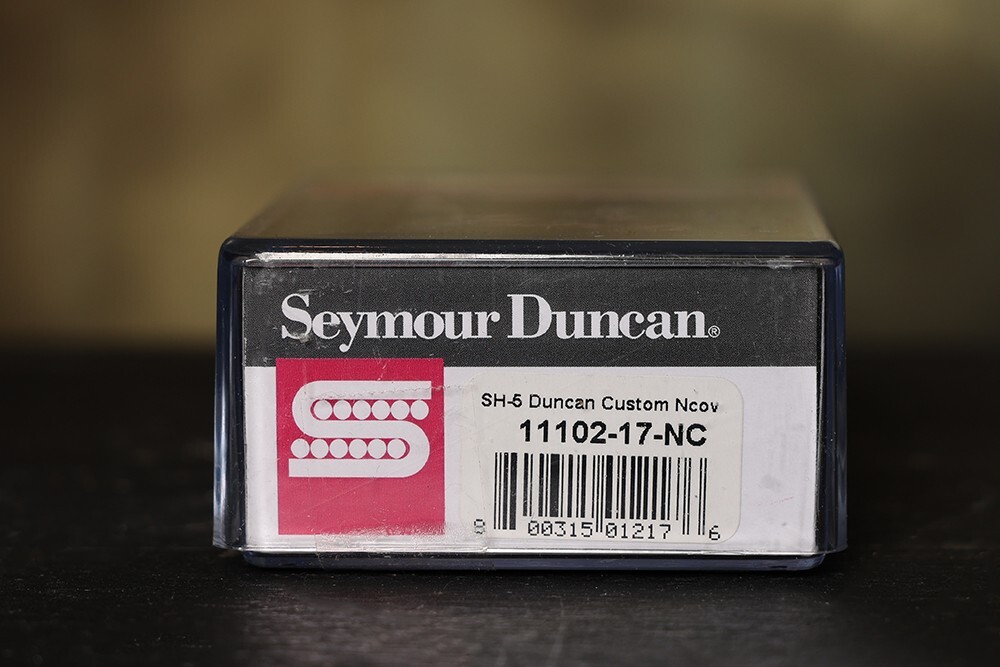 Seymour Duncan®
SH-5 Duncan Custom Ncov
11102-17-NC
8 00315 01217 6